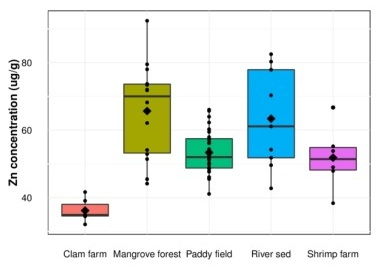 Zn concentration (ug/g)
80
60
40
Clam farm Mangrove forest Paddy field River sed Shrimp farm